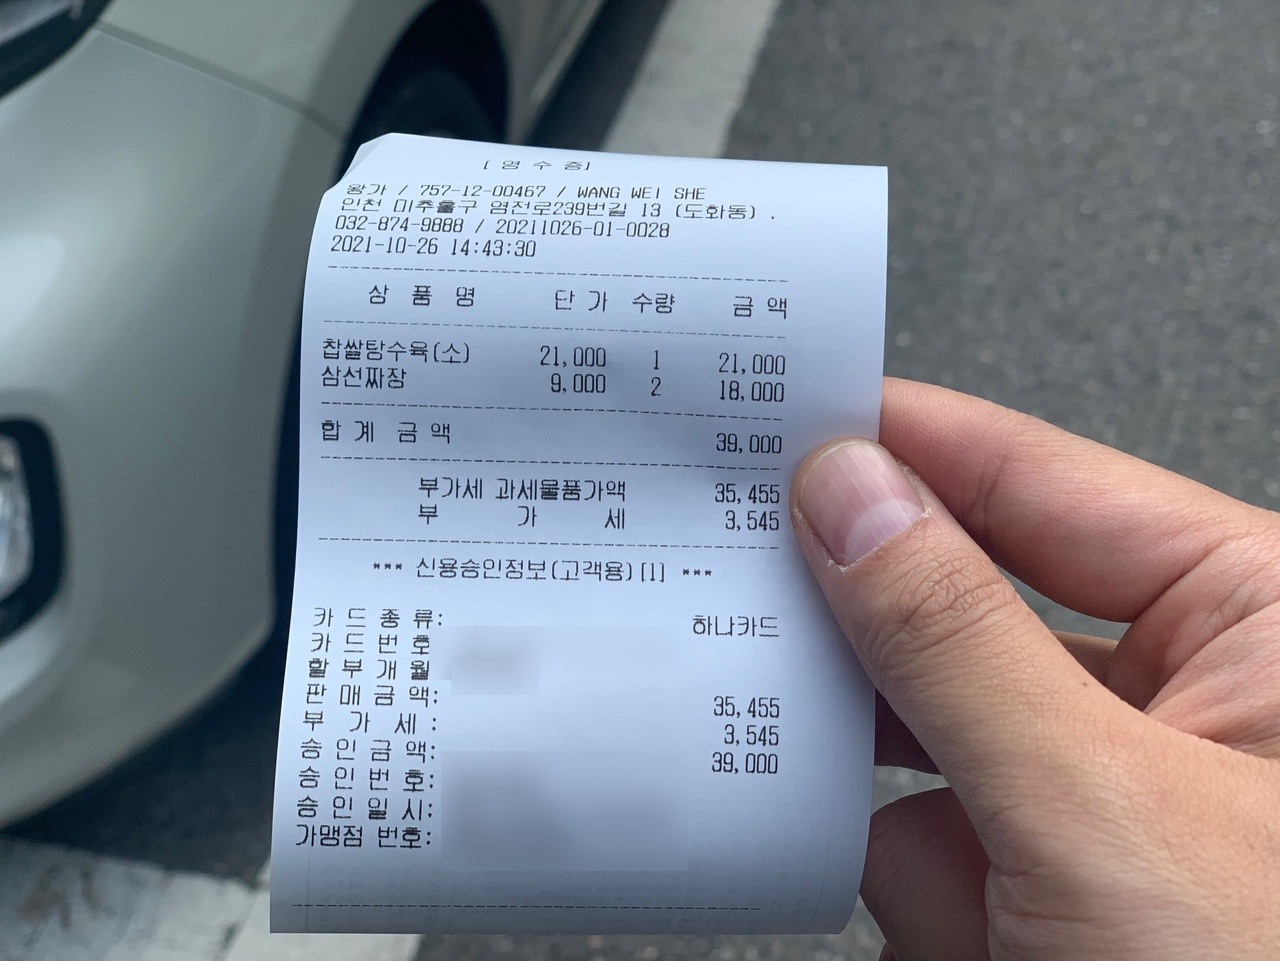 [ 영 수 증]
왕가 / 757-12-00467 / WANG WEI SHE
인천 미추홀구 염전로239번길 13 (도화동) .
032-874-9888 / 20211026-01-0028
2021-10-26 14:43:30
상 품 명 단 가 수량 금 액
찹쌀탕수육(소) 21,000 1 21,000
삼선짜장 9,000 2 18,000
합 계 금 액 39,000
부가세 과세물품가액 35,455
부 가 세 3,545
*** 신용승인정보(고객용)[1] ***
카 드 종 류: 하나카드
카 드 번 호
할 부 개 월
판 매 금 액: 35,455
부 가 세 : 3,545
승 인 금 액: 39,000
승 인 번 호:
승 인 일 시:
가맹점 번호: